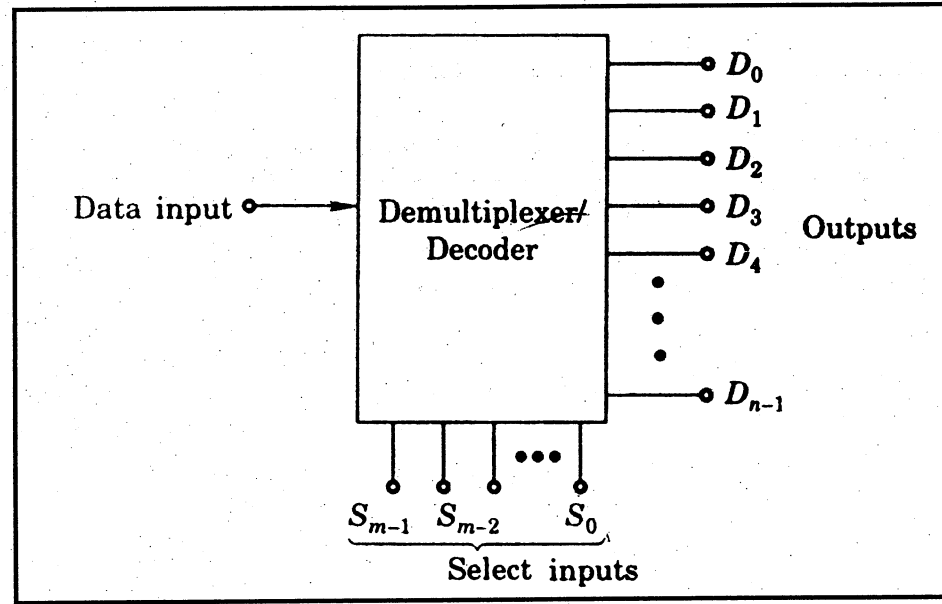 D₀
D₁
D₂
Data input
Demultiplexer/
Decoder
D₃
Outputs
D₄
Dₙ₋₁
Sₘ₋₁ Sₘ₋₂ S₀
Select inputs